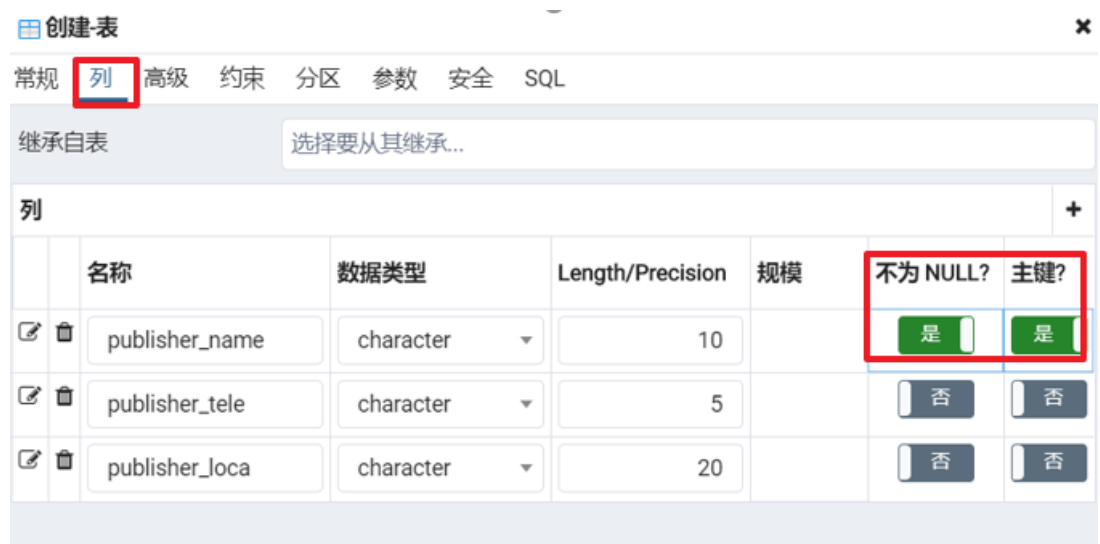 创建-表
常规 列 高级 约束 分区 参数 安全 SQL
继承自表 选择要从其继承...
列
名称 数据类型 Length/Precision 规模 不为 NULL? 主键?
publisher_name character 10 是 是
publisher_tele character 5 否 否
publisher_loca character 20 否 否